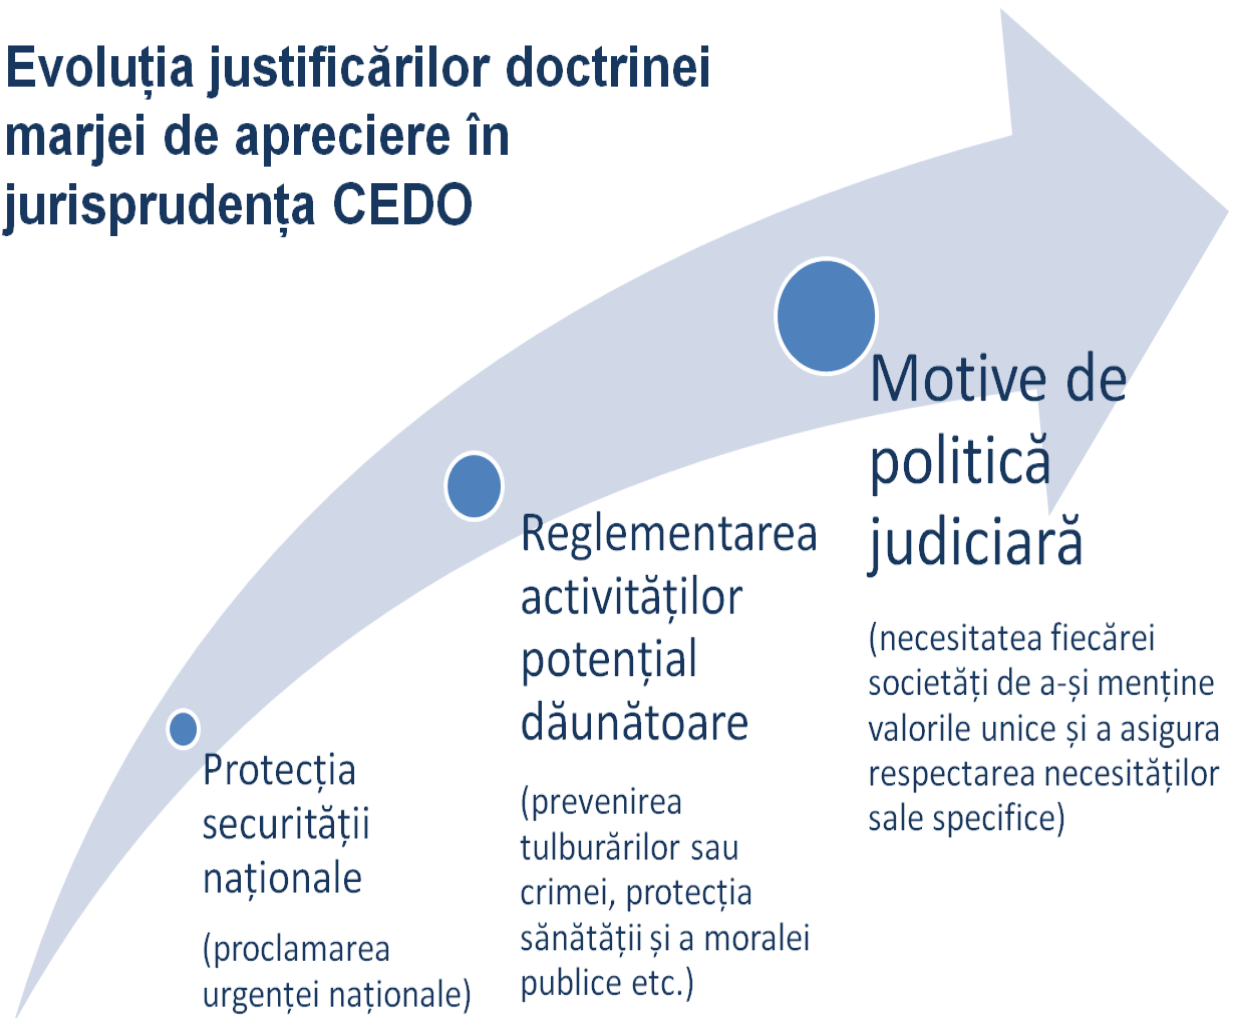 Evoluția justificărilor doctrinei
marjei de apreciere în
jurisprudența CEDO
Protecția
securității
naționale
(proclamarea
urgenței naționale)
Reglementarea
activităților
potențial
dăunătoare
(prevenirea
tulburărilor sau
crimei, protecția
sănătății și a moralei
publice etc.)
Motive de
politică
judiciară
(necesitatea fiecărei
societăți de a-și menține
valorile unice și a asigura
respectarea necesităților
sale specifice)